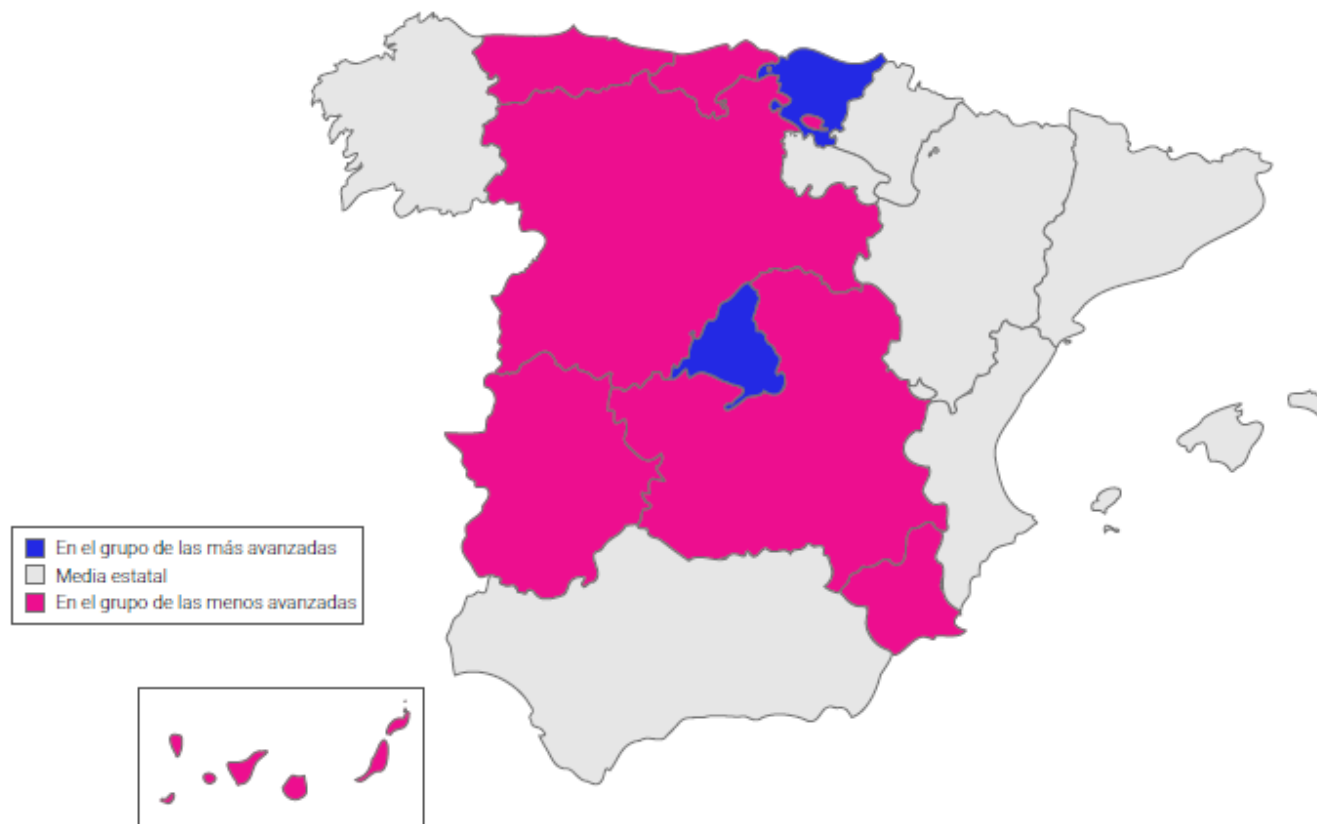 En el grupo de las más avanzadas
Media estatal
En el grupo de las menos avanzadas